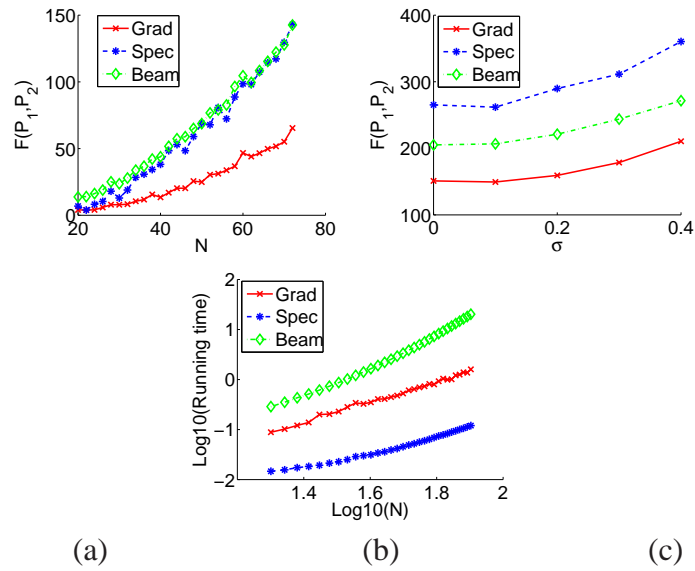 150
100
50
0
20
40
60
80
N
F(P1,P2)
Grad
Spec
Beam
400
300
200
100
0
0.2
0.4
σ
F(P1,P2)
Grad
Spec
Beam
2
1
0
−1
−2
1.4
1.6
1.8
2
Log10(N)
Log10(Running time)
Grad
Spec
Beam
(a) (b) (c)